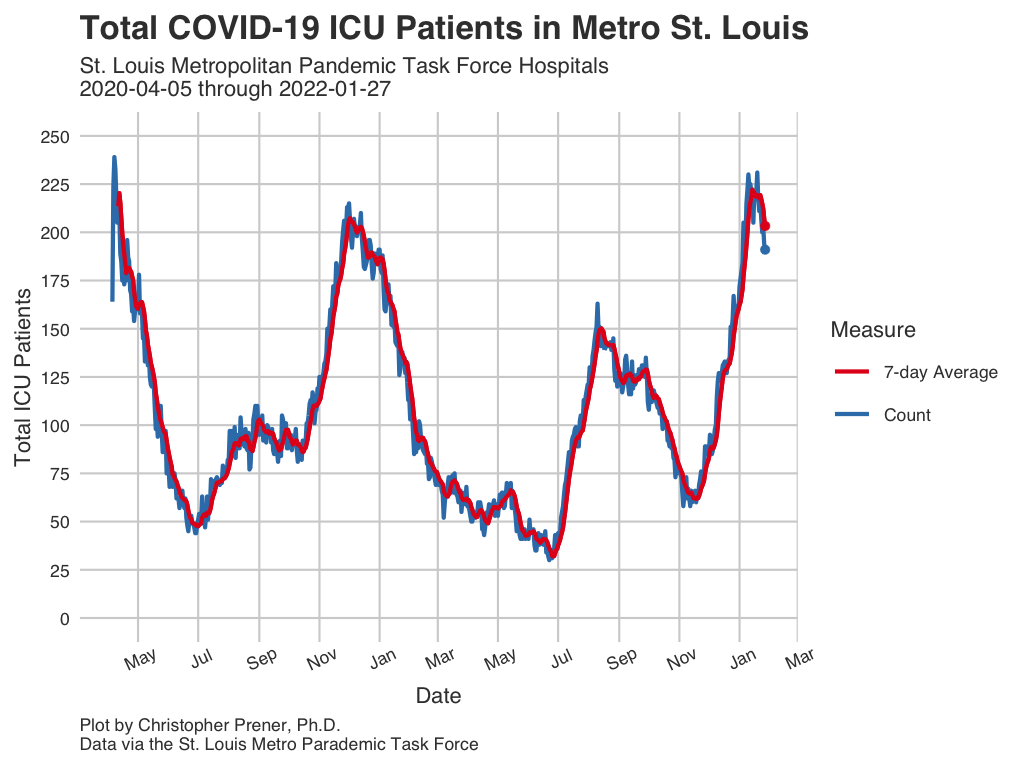 Total COVID-19 ICU Patients in Metro St. Louis
St. Louis Metropolitan Pandemic Task Force Hospitals
2020-04-05 through 2022-01-27
250
225
200
175
150
125
100
75
50
25
0
Total ICU Patients
May
Jul
Sep
Nov
Jan
Mar
May
Jul
Sep
Nov
Jan
Mar
Date
Measure
7-day Average
Count
Plot by Christopher Prener, Ph.D.
Data via the St. Louis Metro Parademic Task Force